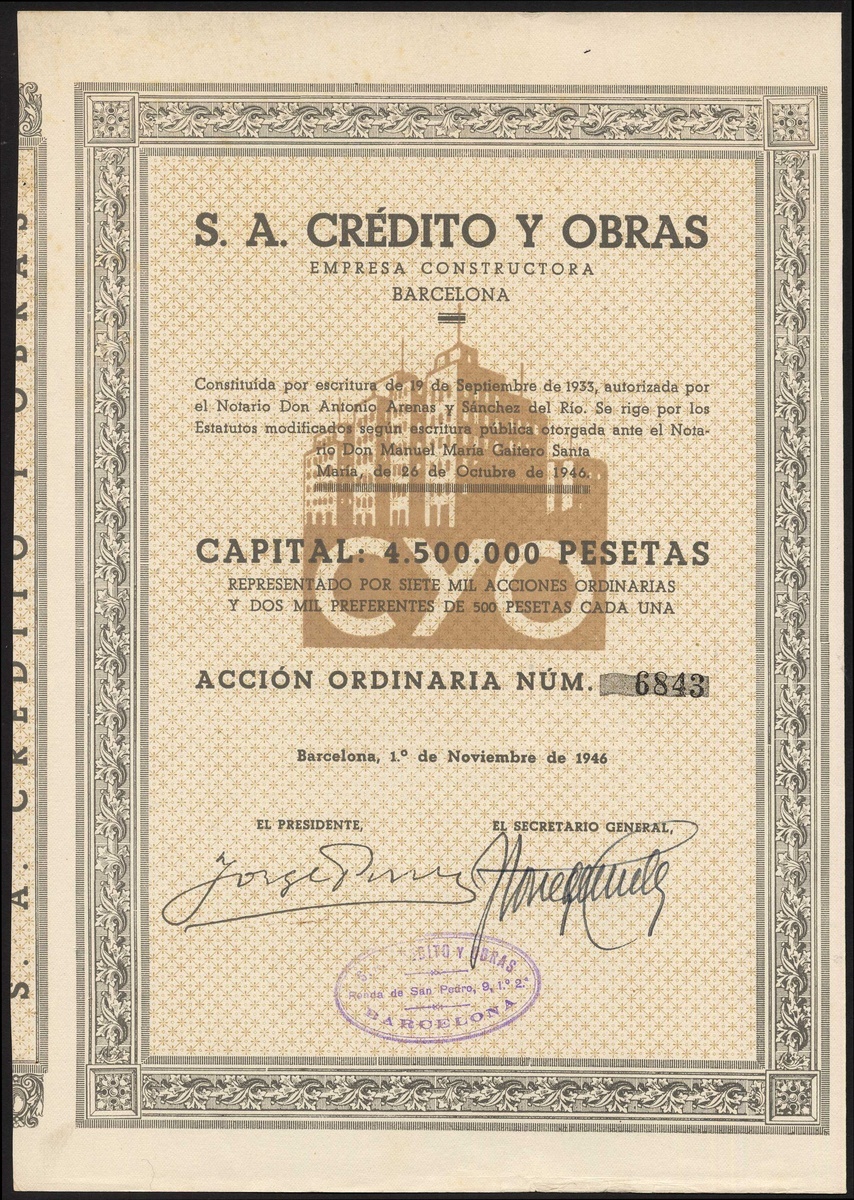 S. A. CRÉDITO Y OBRAS
EMPRESA CONSTRUCTORA
BARCELONA
Constituída por escritura de 19 de Septiembre de 1933, autorizada por
el Notario Don Antonio Arenas y Sánchez del Río. Se rige por los
Estatutos modificados según escritura pública otorgada ante el Nota-
rio Don Manuel María Gaitero Santa
María, de 26 de Octubre de 1946.
CAPITAL: 4.500.000 PESETAS
REPRESENTADO POR SIETE MIL ACCIONES ORDINARIAS
Y DOS MIL PREFERENTES DE 500 PESETAS CADA UNA
CYO
ACCIÓN ORDINARIA NÚM. 6843
Barcelona, 1.º de Noviembre de 1946
EL PRESIDENTE,
EL SECRETARIO GENERAL,
Jorge
S. A. CRÉDITO Y OBRAS
Ronda de San Pedro, 9, 1.º 2.ª
BARCELONA
S. A. CRÉDITO Y OBRAS